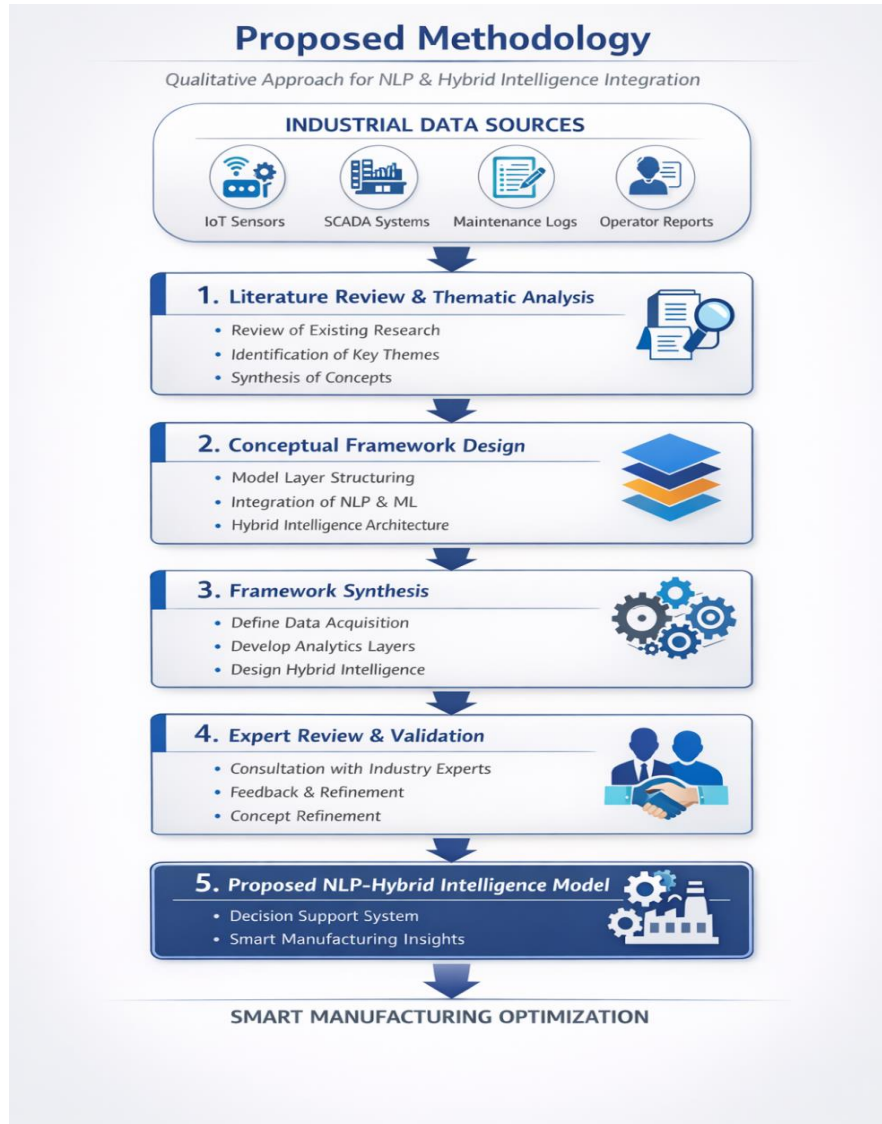 Proposed Methodology
Qualitative Approach for NLP & Hybrid Intelligence Integration
INDUSTRIAL DATA SOURCES
IoT Sensors
SCADA Systems
Maintenance Logs
Operator Reports
1. Literature Review & Thematic Analysis
• Review of Existing Research
• Identification of Key Themes
• Synthesis of Concepts
2. Conceptual Framework Design
• Model Layer Structuring
• Integration of NLP & ML
• Hybrid Intelligence Architecture
3. Framework Synthesis
• Define Data Acquisition
• Develop Analytics Layers
• Design Hybrid Intelligence
4. Expert Review & Validation
• Consultation with Industry Experts
• Feedback & Refinement
• Concept Refinement
5. Proposed NLP-Hybrid Intelligence Model
• Decision Support System
• Smart Manufacturing Insights
SMART MANUFACTURING OPTIMIZATION